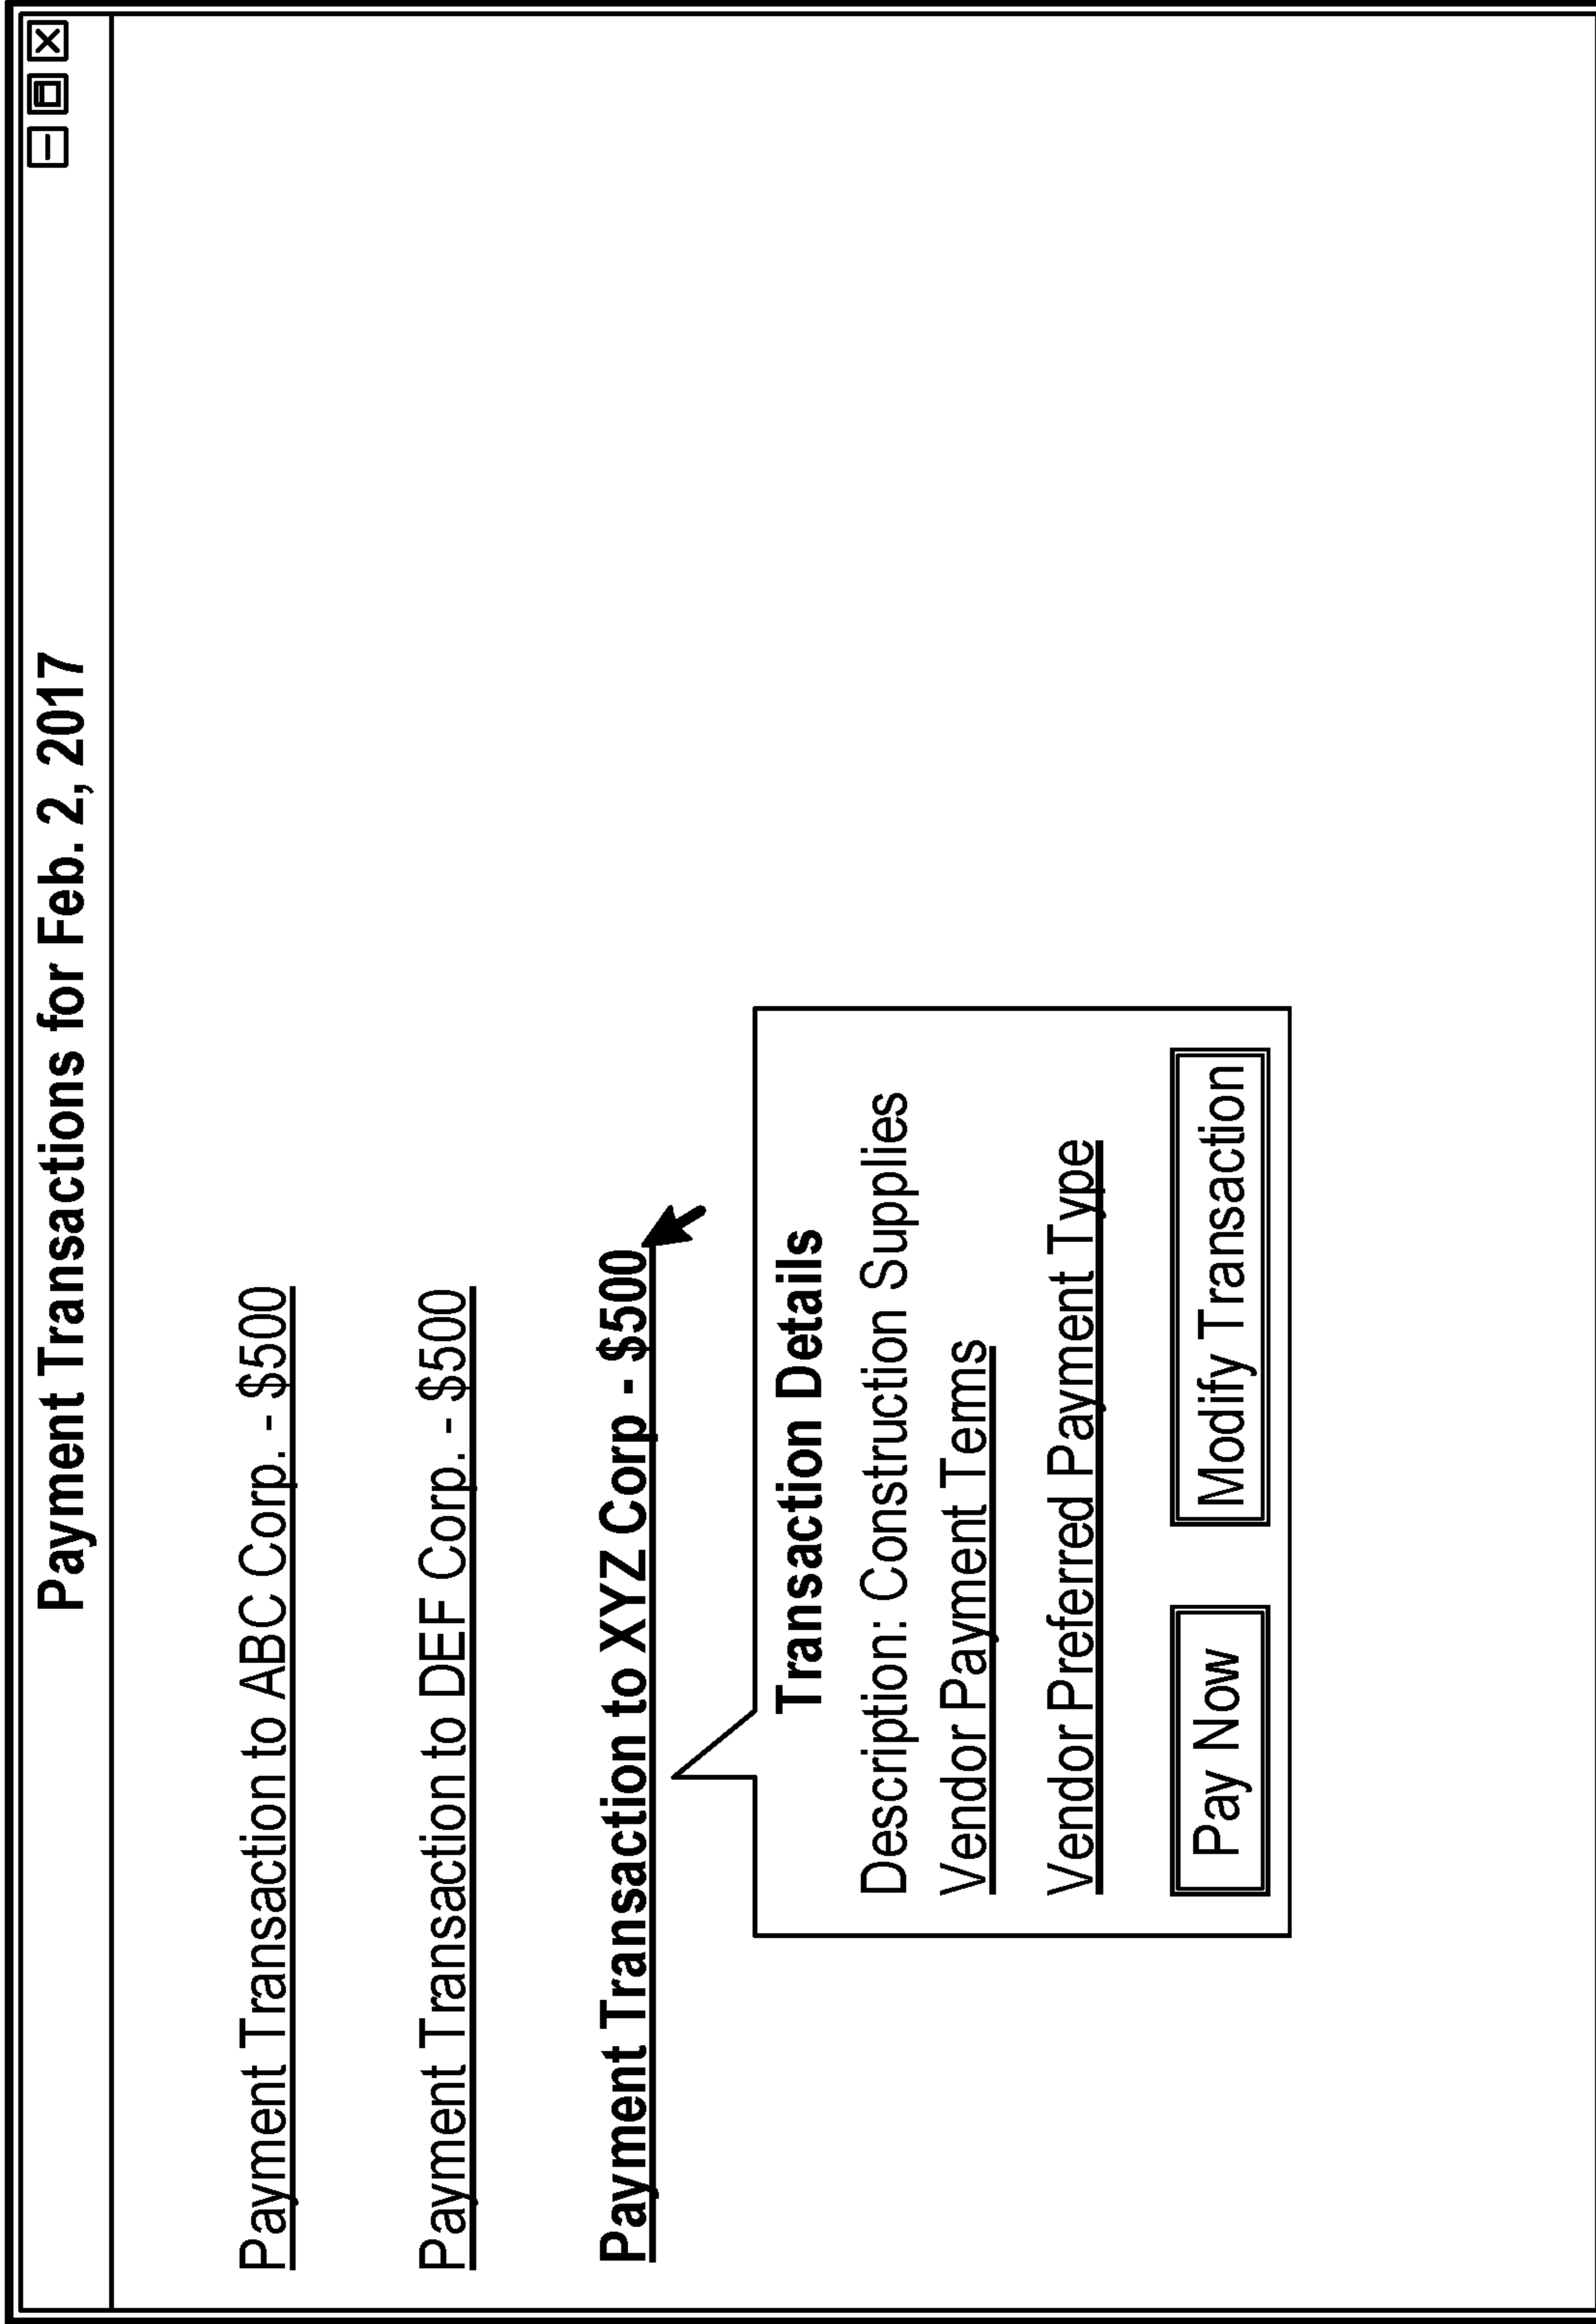 Payment Transactions for Feb. 2, 2017
Payment Transaction to ABC Corp. - $500
Payment Transaction to DEF Corp. - $500
Payment Transaction to XYZ Corp - $500
Transaction Details
Description: Construction Supplies
Vendor Payment Terms
Vendor Preferred Payment Type
Pay Now Modify Transaction